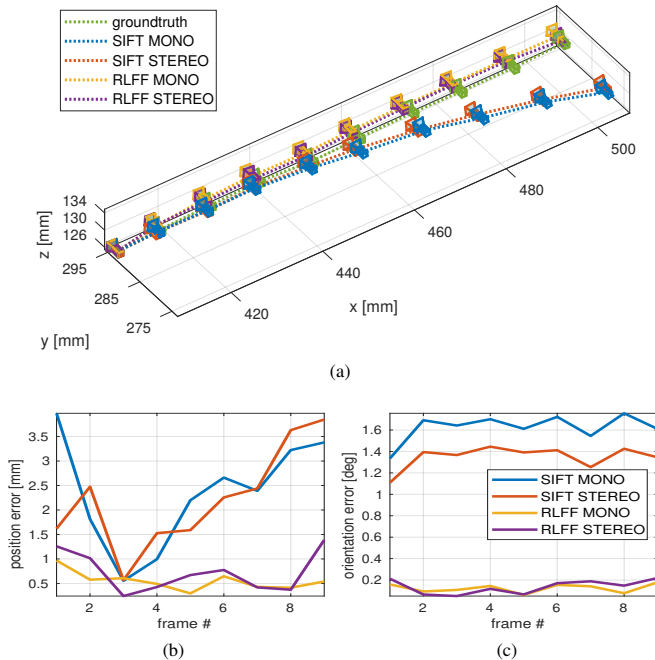 groundtruth
SIFT MONO
SIFT STEREO
RLFF MONO
RLFF STEREO
134
130
126
z [mm]
295
285
275
y [mm]
420
440
460
480
500
x [mm]
(a)
3.5
3
2.5
2
1.5
1
0.5
position error [mm]
2
4
6
8
frame #
(b)
1.6
1.4
1.2
1
0.8
0.6
0.4
0.2
orientation error [deg]
SIFT MONO
SIFT STEREO
RLFF MONO
RLFF STEREO
2
4
6
8
frame #
(c)